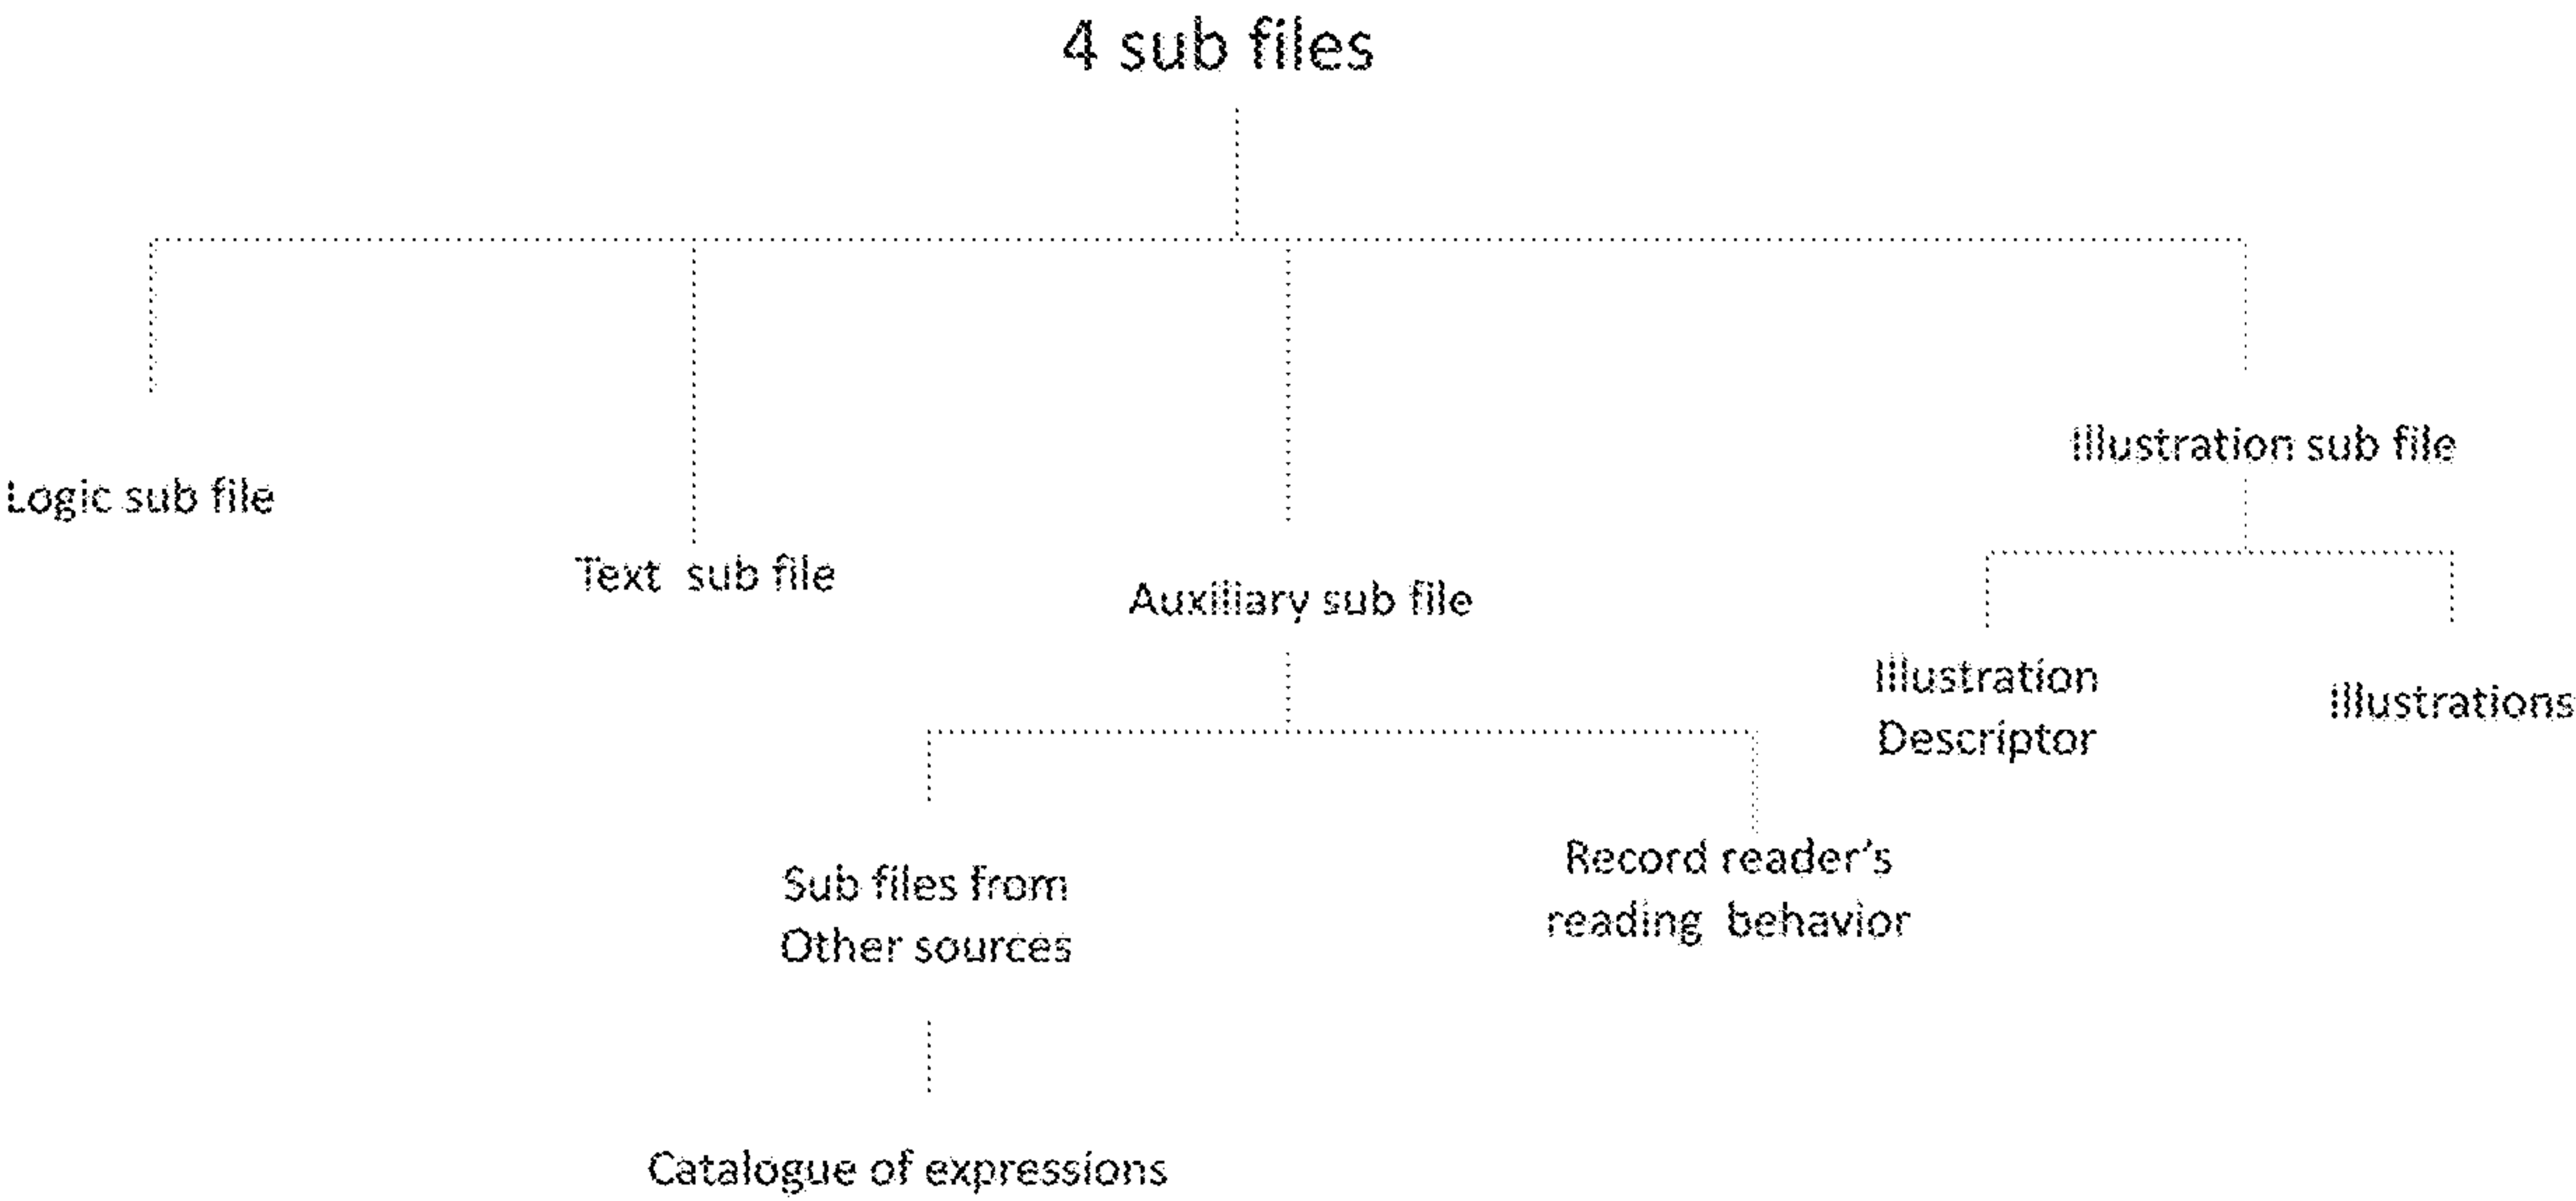 4 sub files
Illustration sub file
Logic sub file
Text sub file
Auxiliary sub file
Illustration
Descriptor
Illustrations
Sub files from
Other sources
Record reader's
reading behavior
Catalogue of expressions